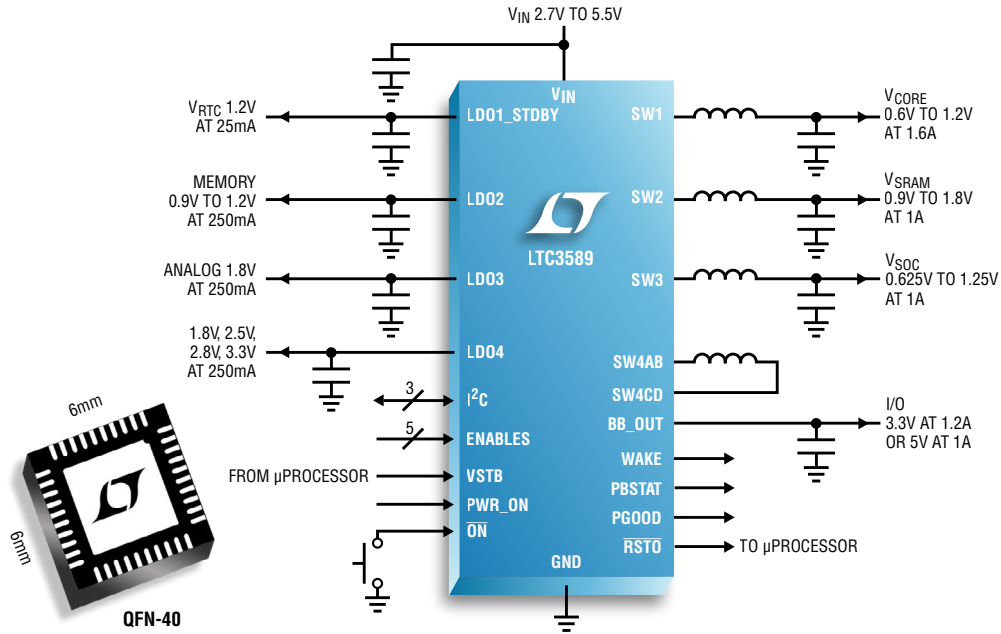 VIN 2.7V TO 5.5V
VIN
VRTC 1.2V
AT 25mA
LDO1_STDBY
SW1
VCORE
0.6V TO 1.2V
AT 1.6A
MEMORY
0.9V TO 1.2V
AT 250mA
LDO2
SW2
VSRAM
0.9V TO 1.8V
AT 1A
LTC3589
ANALOG 1.8V
AT 250mA
LDO3
SW3
VSOC
0.625V TO 1.25V
AT 1A
1.8V, 2.5V,
2.8V, 3.3V
AT 250mA
LDO4
SW4AB
SW4CD
3
I2C
BB_OUT
I/O
3.3V AT 1.2A
OR 5V AT 1A
5
ENABLES
WAKE
FROM µPROCESSOR
VSTB
PBSTAT
PWR_ON
PGOOD
ON
RSTO
TO µPROCESSOR
GND
6mm
6mm
QFN-40